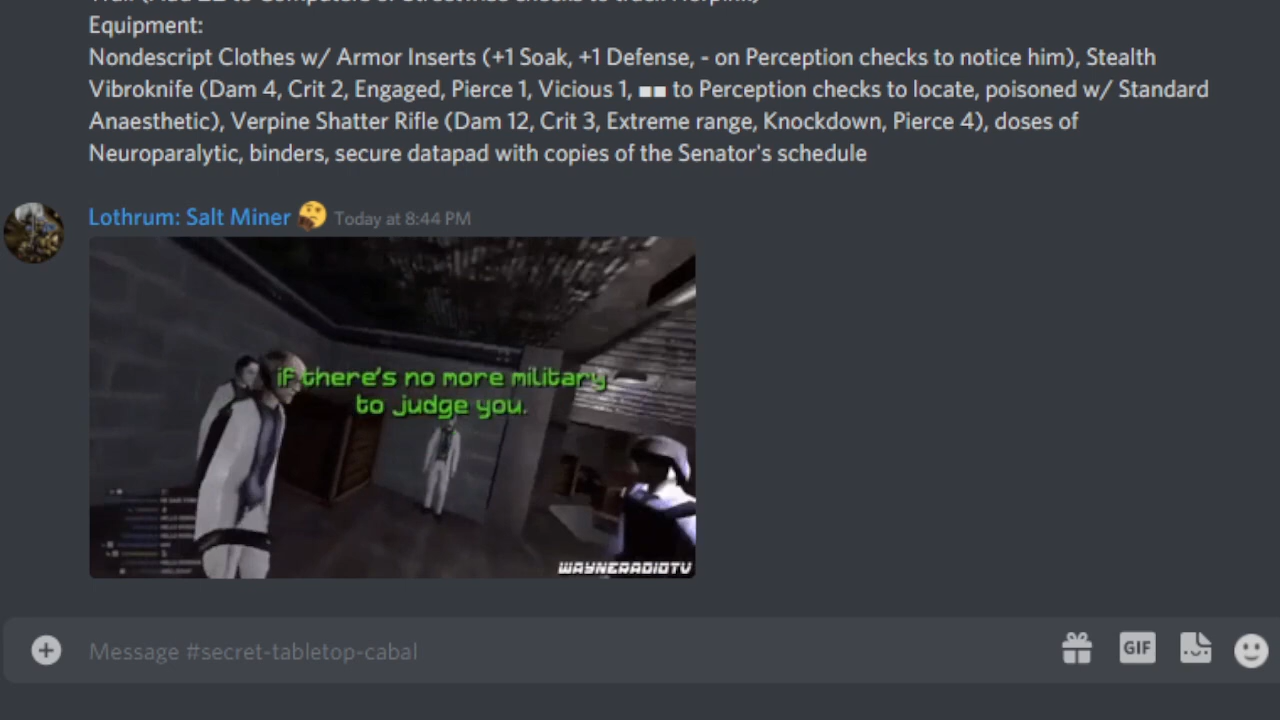 Equipment:
Nondescript Clothes w/ Armor Inserts (+1 Soak, +1 Defense, - on Perception checks to notice him), Stealth
Vibroknife (Dam 4, Crit 2, Engaged, Pierce 1, Vicious 1, ■■ to Perception checks to locate, poisoned w/ Standard
Anaesthetic), Verpine Shatter Rifle (Dam 12, Crit 3, Extreme range, Knockdown, Pierce 4), doses of
Neuroparalytic, binders, secure datapad with copies of the Senator's schedule
Lothrum: Salt Miner 🤔 Today at 8:44 PM
if there's no more military
to judge you.
WAYNERADIOTV
Message #secret-tabletop-cabal
GIF